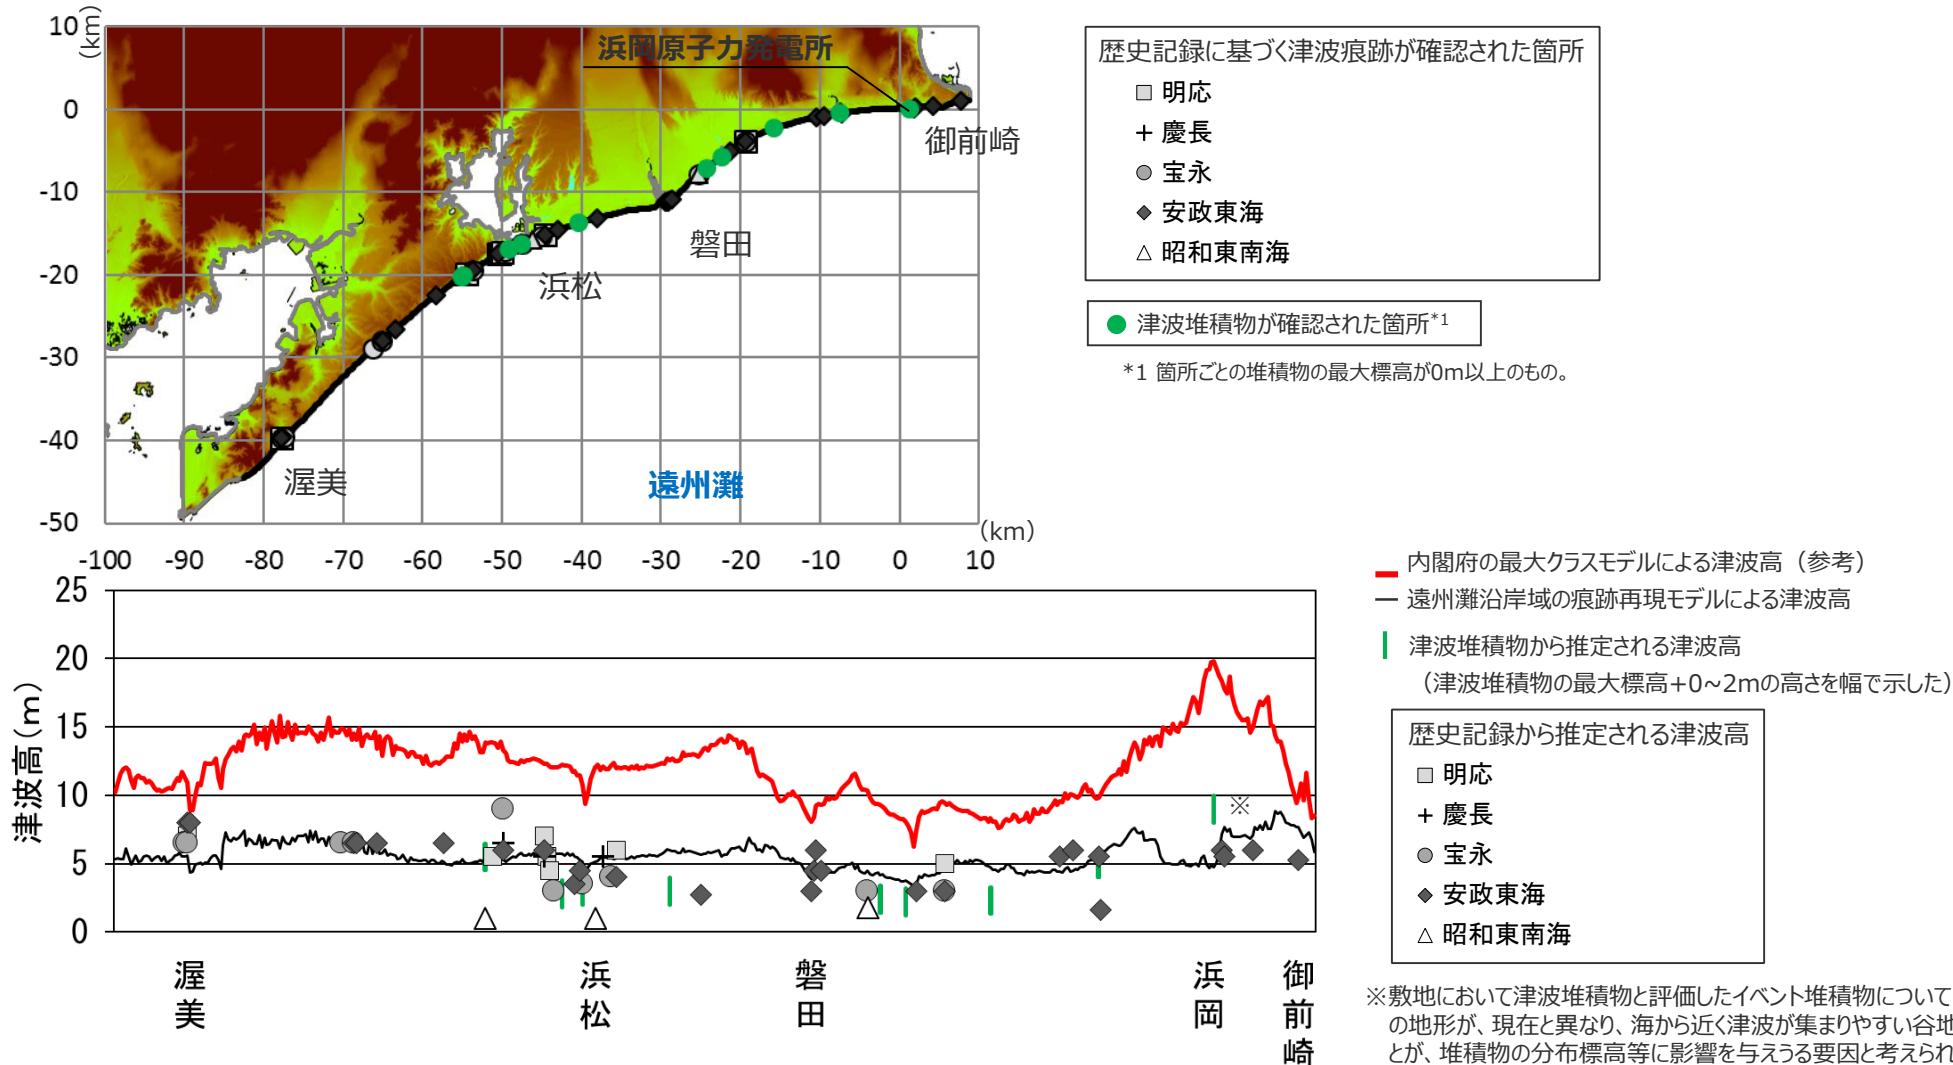 10
(km)
0
-10
-20
-30
-40
-50
浜岡原子力発電所
御前崎
磐田
浜松
渥美
遠州灘
(km)
-100 -90 -80 -70 -60 -50 -40 -30 -20 -10 0 10
歴史記録に基づく津波痕跡が確認された箇所
明応
慶長
宝永
安政東海
昭和東南海
津波堆積物が確認された箇所*1
*1 箇所ごとの堆積物の最大標高が0m以上のもの。
津波高(m)
25
20
15
10
5
0
※
渥美
浜松
磐田
浜岡
御前崎
内閣府の最大クラスモデルによる津波高（参考）
遠州灘沿岸域の痕跡再現モデルによる津波高
津波堆積物から推定される津波高
（津波堆積物の最大標高+0~2mの高さを幅で示した）
歴史記録から推定される津波高
明応
慶長
宝永
安政東海
昭和東南海
※敷地において津波堆積物と評価したイベント堆積物について
の地形が、現在と異なり、海から近く津波が集まりやすい谷地
とが、堆積物の分布標高等に影響を与えうる要因と考えられ